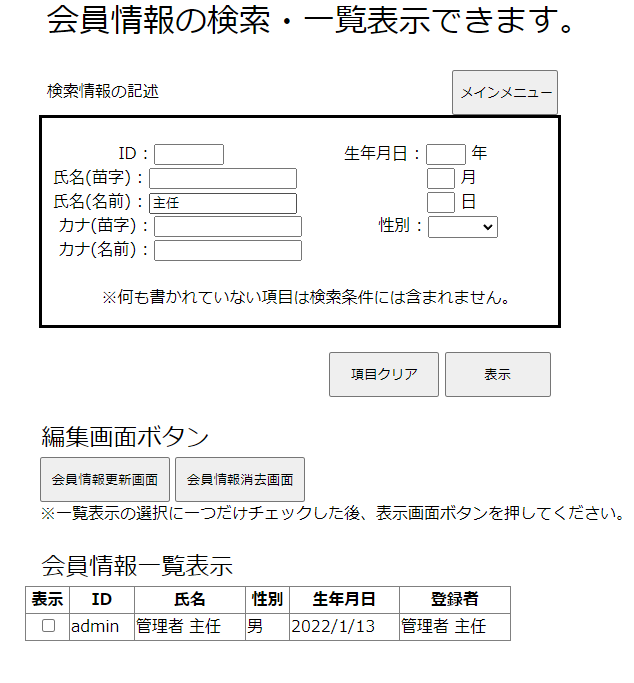 会員情報の検索・一覧表示できます。
検索情報の記述 メインメニュー
ID： 生年月日： 年
氏名(苗字)： 月
氏名(名前)： 主任 日
カナ(苗字)： 性別：
カナ(名前)：
※何も書かれていない項目は検索条件には含まれません。
項目クリア 表示
編集画面ボタン
会員情報更新画面 会員情報消去画面
※一覧表示の選択に一つだけチェックした後、表示画面ボタンを押してください。
会員情報一覧表示
表示 ID 氏名 性別 生年月日 登録者
admin 管理者 主任 男 2022/1/13 管理者 主任